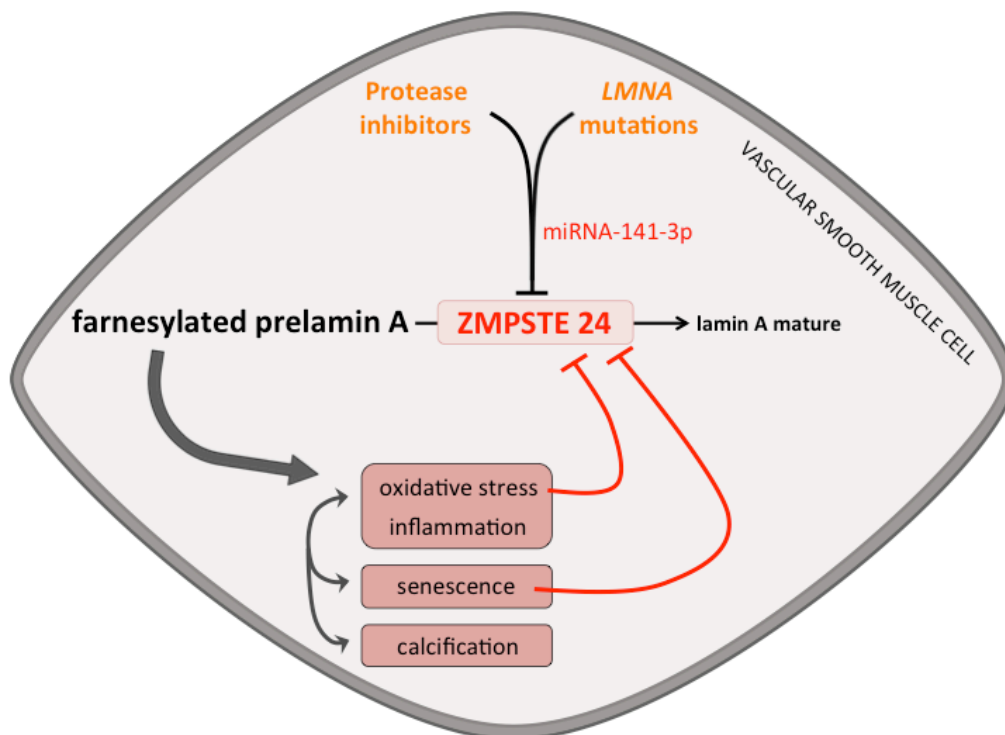 Protease
inhibitors
LMNA
mutations
VASCULAR SMOOTH MUSCLE CELL
miRNA-141-3p
farnesylated prelamin A
ZMPSTE 24
lamin A mature
oxidative stress
inflammation
senescence
calcification